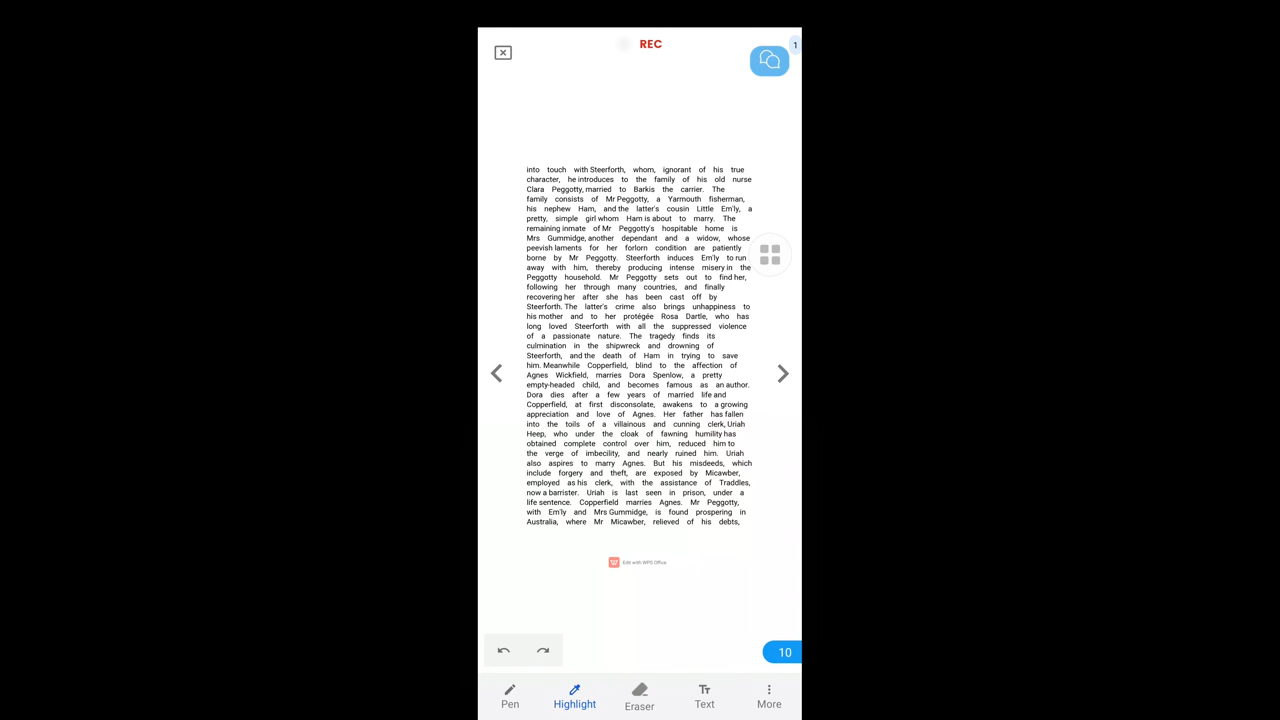 REC
1
into touch with Steerforth, whom, ignorant of his true
character, he introduces to the family of his old nurse
Clara Peggotty, married to Barkis the carrier. The
family consists of Mr Peggotty, a Yarmouth fisherman,
his nephew Ham, and the latter's cousin Little Em'ly, a
pretty, simple girl whom Ham is about to marry. The
remaining inmate of Mr Peggotty's hospitable home is
Mrs Gummidge, another dependant and a widow, whose
peevish laments for her forlorn condition are patiently
borne by Mr Peggotty. Steerforth induces Em'ly to run
away with him, thereby producing intense misery in the
Peggotty household. Mr Peggotty sets out to find her,
following her through many countries, and finally
recovering her after she has been cast off by
Steerforth. The latter's crime also brings unhappiness to
his mother and to her protégée Rosa Dartle, who has
long loved Steerforth with all the suppressed violence
of a passionate nature. The tragedy finds its
culmination in the shipwreck and drowning of
Steerforth, and the death of Ham in trying to save
him. Meanwhile Copperfield, blind to the affection of
Agnes Wickfield, marries Dora Spenlow, a pretty
empty-headed child, and becomes famous as an author.
Dora dies after a few years of married life and
Copperfield, at first disconsolate, awakens to a growing
appreciation and love of Agnes. Her father has fallen
into the toils of a villainous and cunning clerk, Uriah
Heep, who under the cloak of fawning humility has
obtained complete control over him, reduced him to
the verge of imbecility, and nearly ruined him. Uriah
also aspires to marry Agnes. But his misdeeds, which
include forgery and theft, are exposed by Micawber,
employed as his clerk, with the assistance of Traddles,
now a barrister. Uriah is last seen in prison, under a
life sentence. Copperfield marries Agnes. Mr Peggotty,
with Em'ly and Mrs Gummidge, is found prospering in
Australia, where Mr Micawber, relieved of his debts,
Edit with WPS Office
10
Pen Highlight Eraser Text More